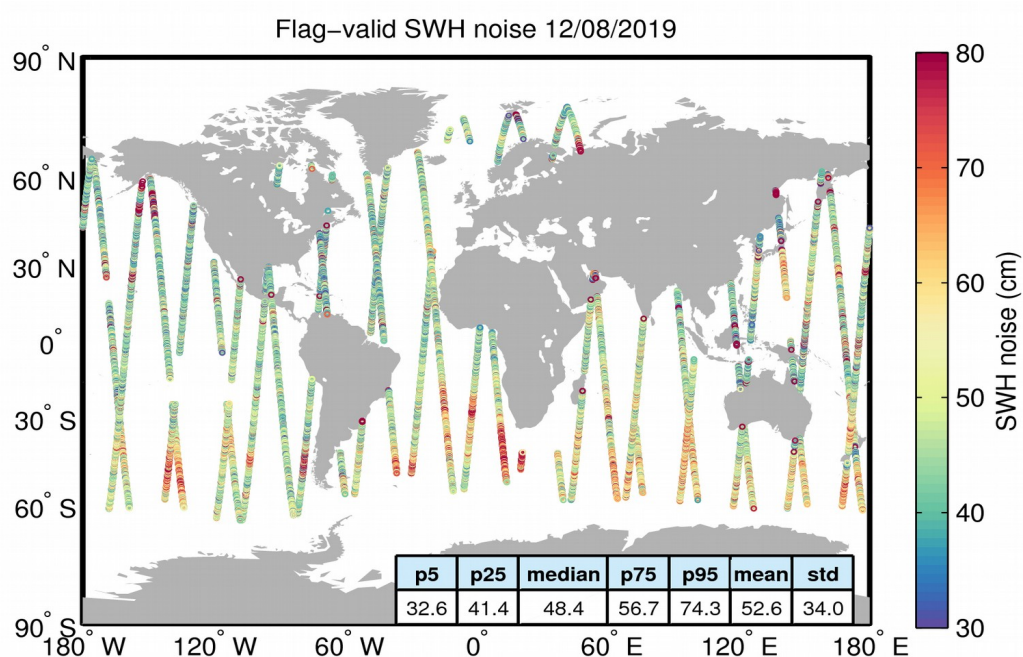 Flag−valid SWH noise 12/08/2019
90° N
60° N
30° N
0°
30° S
60° S
90° S
180° W
120° W
60° W
0°
60° E
120° E
180° E
80
70
60
50
40
30
SWH noise (cm)
p5 p25 median p75 p95 mean std
32.6 41.4 48.4 56.7 74.3 52.6 34.0